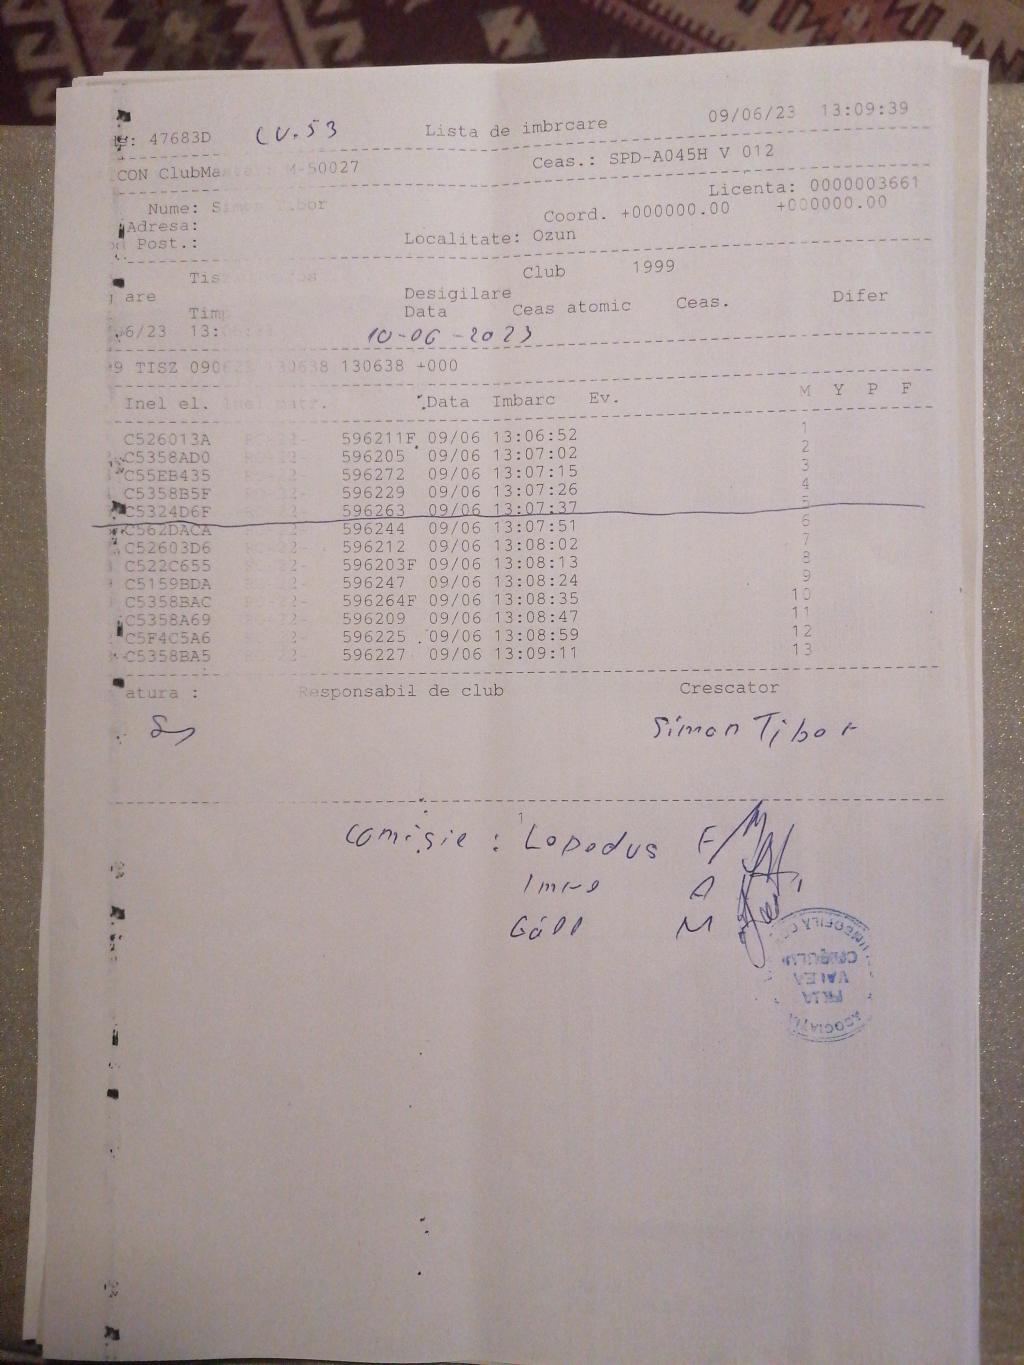 : 47683D CV.53 Lista de imbrcare 09/06/23 13:09:39
CON ClubMa M-50027 Ceas.: SPD-A045H V 012
Licenta: 0000003661
Nume: Simon Tibor Coord. +000000.00 +000000.00
Adresa:
Post.: Localitate: Ozun
Club 1999
are Desigilare
Timp Data Ceas atomic Ceas. Difer
6/23 13: 10-06-2023
9 TISZ 130638 130638 +000
Inel el. Inel matr. Data Imbarc Ev. M Y P F
C526013A 596211F 09/06 13:06:52 1
C5358AD0 596205 09/06 13:07:02 2
C55EB435 596272 09/06 13:07:15 3
C5358B5F 596229 09/06 13:07:26 4
C5324D6F 596263 09/06 13:07:37 5
C562DACA 596244 09/06 13:07:51 6
C52603D6 596212 09/06 13:08:02 7
C522C655 596203F 09/06 13:08:13 8
C5159BDA 596247 09/06 13:08:24 9
C5358BAC 596264F 09/06 13:08:35 10
C5358A69 596209 09/06 13:08:47 11
C5F4C5A6 596225 09/06 13:08:59 12
C5358BA5 596227 09/06 13:09:11 13
atura : Responsabil de club Crescator
Simon Tibor
1
comisie : Lopodus F
Imre A
Gáll M
VALEA